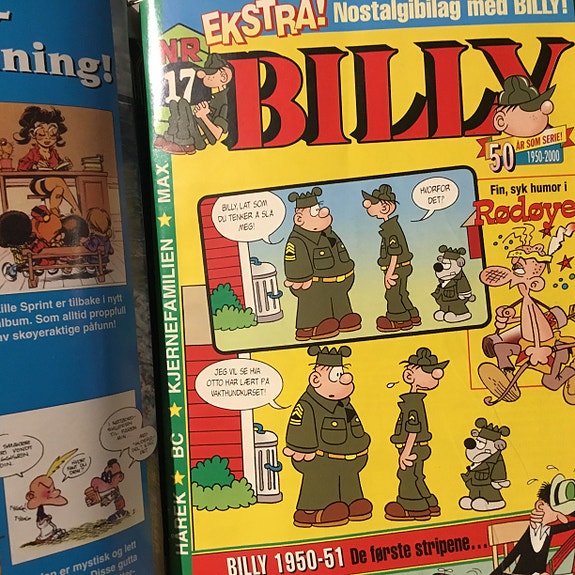 ning!
ille Sprint er tilbake i nytt
album. Som alltid proppfull
av skøyeraktige påfunn!
en er mystisk og lett
Disse gutta
EKSTRA! Nostalgibilag med BILLY!
NR
17
BILLY
50 ÅR SOM SERIE!
1950-2000
Fin, syk humor i
Rødøye
BILLY, LAT SOM
DU TENKER Å SLÅ
MEG!
HVORFOR
DET?
JEG VIL SE HVA
OTTO HAR LÆRT PÅ
VAKTHUNDKURSET!
HÅREK ★ BC ★ KJERNEFAMILIEN ★ MAX
BILLY 1950-51 De første stripene...